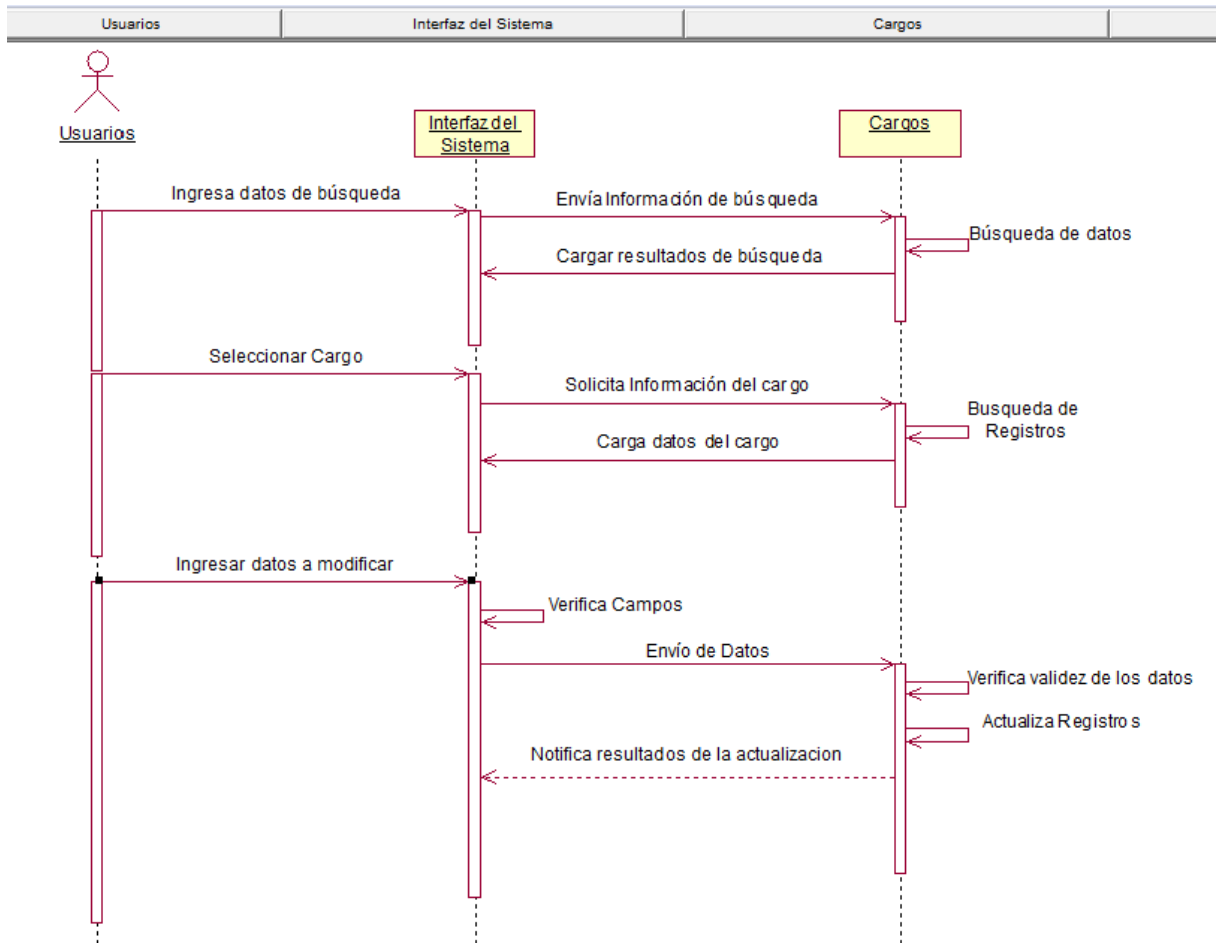 Usuarios
Interfaz del Sistema
Cargos
Usuarios
Interfaz del
Sistema
Cargos
Ingresa datos de búsqueda
Envía Información de búsqueda
Búsqueda de datos
Cargar resultados de búsqueda
Seleccionar Cargo
Solicita Información del cargo
Busqueda de
Registros
Carga datos del cargo
Ingresar datos a modificar
Verifica Campos
Envío de Datos
Verifica validez de los datos
Actualiza Registros
Notifica resultados de la actualizacion